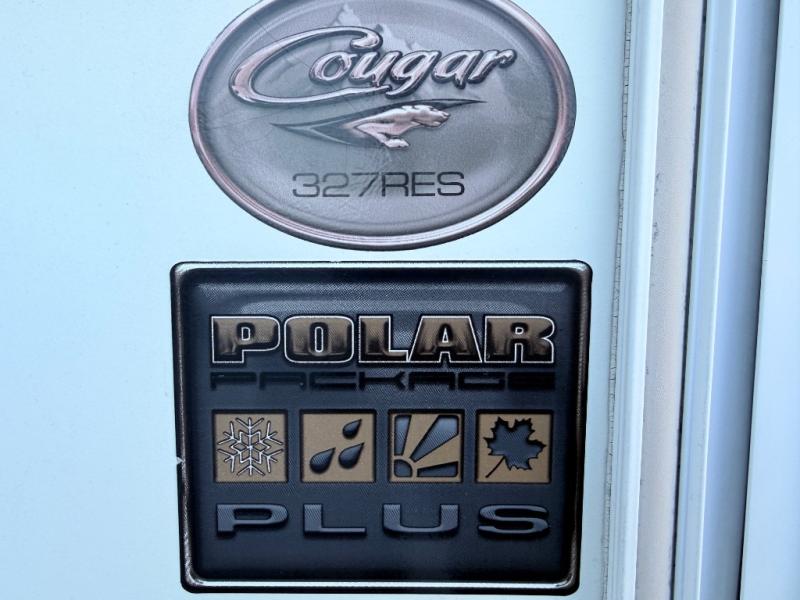 Cougar
327RES
POLAR
PACKAGE
PLUS